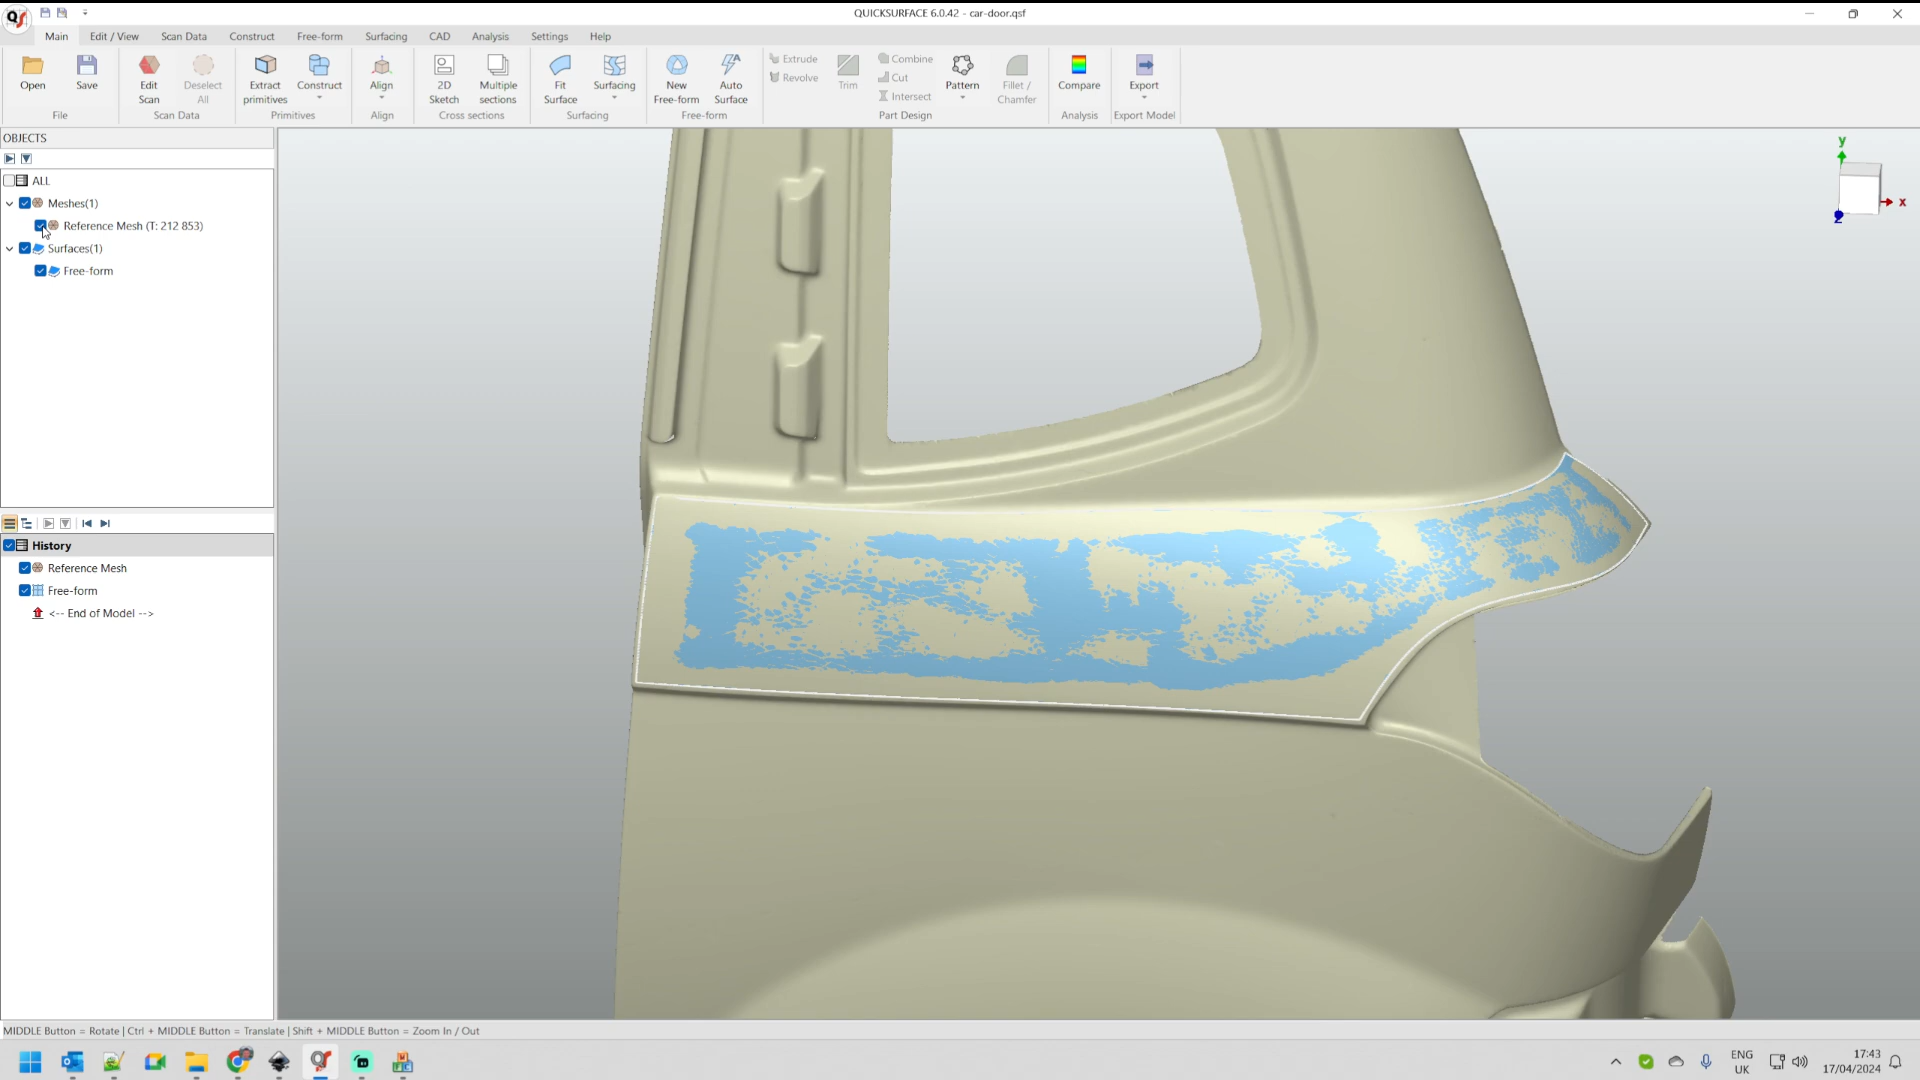 QUICKSURFACE 6.0.42 - car-door.qsf
Main Edit / View Scan Data Construct Free-form Surfacing CAD Analysis Settings Help
Open Save Edit Scan Deselect All Extract primitives Construct Align 2D Sketch Multiple sections Fit Surface Surfacing New Free-form Auto Surface Extrude Revolve Trim Combine Cut Intersect Pattern Fillet / Chamfer Compare Export
File Scan Data Primitives Align Cross sections Surfacing Free-form Part Design Analysis Export Model
OBJECTS
ALL
Meshes(1)
Reference Mesh (T: 212 853)
Surfaces(1)
Free-form
y
x
z
History
Reference Mesh
Free-form
<-- End of Model -->
MIDDLE Button = Rotate | Ctrl + MIDDLE Button = Translate | Shift + MIDDLE Button = Zoom In / Out
ENG
UK
17:43
17/04/2024